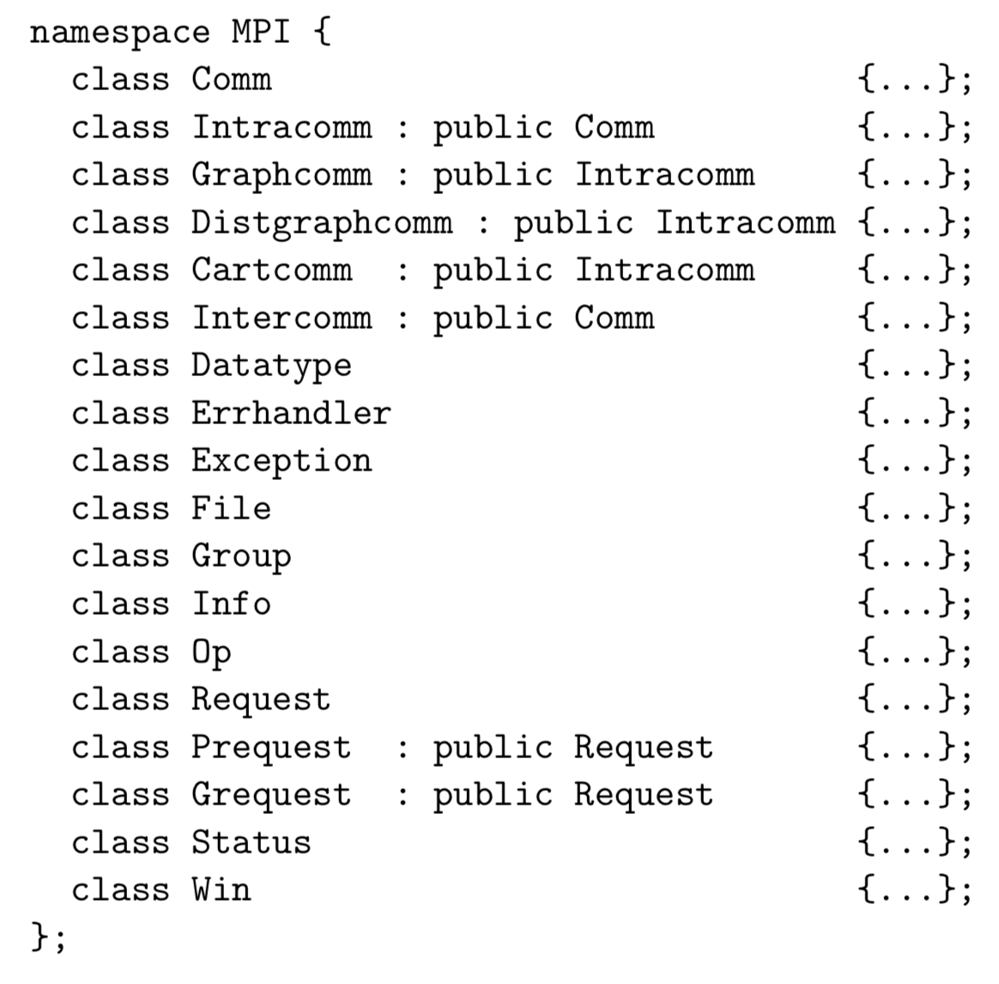 namespace MPI {
  class Comm                             {...};
  class Intracomm : public Comm          {...};
  class Graphcomm : public Intracomm     {...};
  class Distgraphcomm : public Intracomm {...};
  class Cartcomm  : public Intracomm     {...};
  class Intercomm : public Comm          {...};
  class Datatype                         {...};
  class Errhandler                       {...};
  class Exception                        {...};
  class File                             {...};
  class Group                            {...};
  class Info                             {...};
  class Op                               {...};
  class Request                          {...};
  class Prequest  : public Request       {...};
  class Grequest  : public Request       {...};
  class Status                           {...};
  class Win                              {...};
};